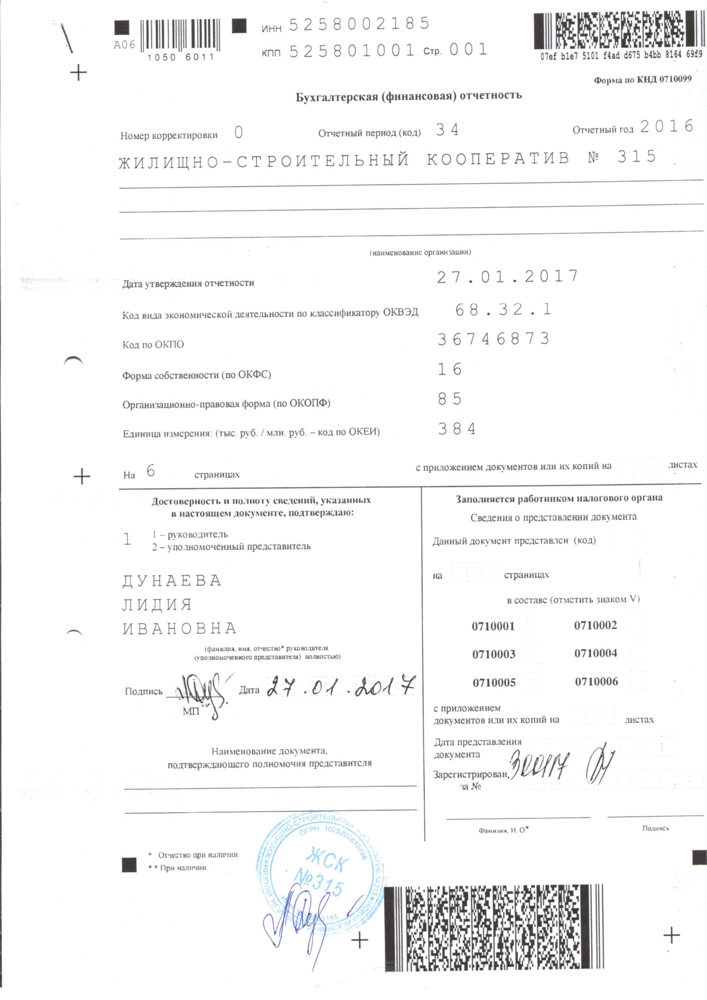 ИНН 5258002185
А06
1050 6011
КПП 525801001 Стр. 001
07ef b1e7 5101 f4ad d675 b4bb 8164 69f9
Форма по КНД 0710099
Бухгалтерская (финансовая) отчетность
Номер корректировки 0 Отчетный период (код) 34 Отчетный год 2016
ЖИЛИЩНО-СТРОИТЕЛЬНЫЙ КООПЕРАТИВ № 315
(наименование организации)
Дата утверждения отчетности 27.01.2017
Код вида экономической деятельности по классификатору ОКВЭД 68.32.1
Код по ОКПО 36746873
Форма собственности (по ОКФС) 16
Организационно-правовая форма (по ОКОПФ) 85
Единица измерения: (тыс. руб. / млн. руб. – код по ОКЕИ) 384
На 6 страницах с приложением документов или их копий на листах
Достоверность и полноту сведений, указанных
в настоящем документе, подтверждаю:
1 1 – руководитель
2 – уполномоченный представитель
ДУНАЕВА
ЛИДИЯ
ИВАНОВНА
(фамилия, имя, отчество* руководителя
(уполномоченного представителя) полностью)
Подпись Дата 27.01.2017
МП**
Наименование документа,
подтверждающего полномочия представителя
Заполняется работником налогового органа
Сведения о представлении документа
Данный документ представлен (код)
на страницах
в составе (отметить знаком V)
0710001 0710002
0710003 0710004
0710005 0710006
с приложением
документов или их копий на листах
Дата представления
документа
300117
Зарегистрирован
за №
Фамилия, И. О.* Подпись
* Отчество при наличии.
** При наличии.
ЖИЛИЩНО-СТРОИТЕЛЬНЫЙ КООПЕРАТИВ №315
ЛЕНИНСКИЙ РАЙОН
ОГРН 1025202610498
ЖСК
№315